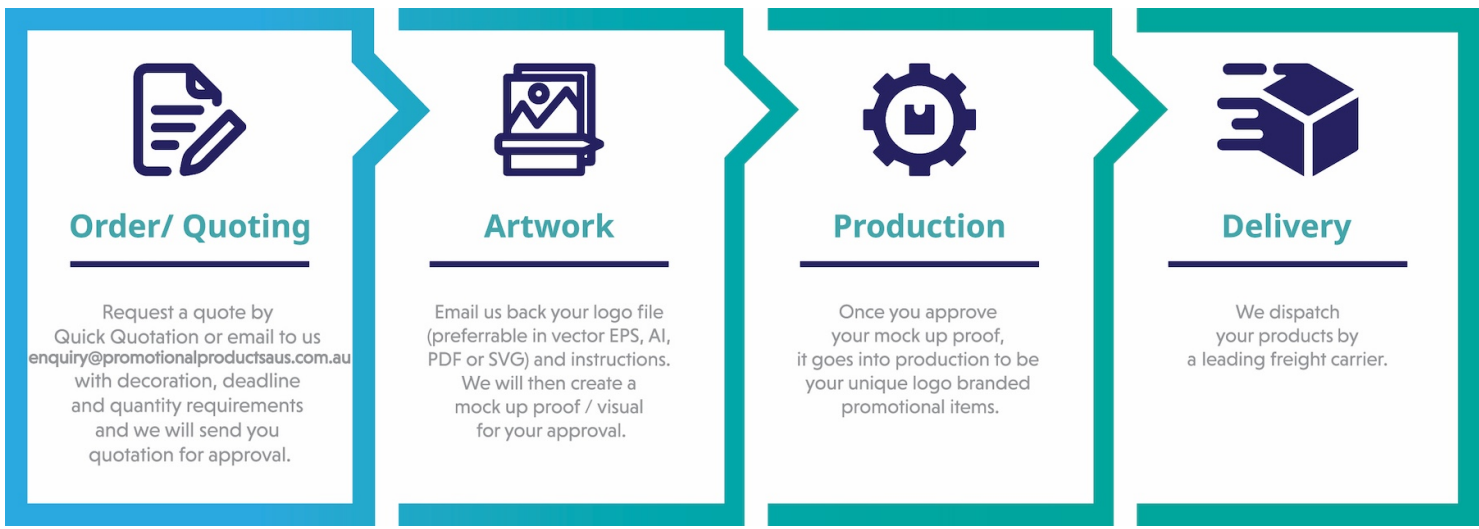 Order/ Quoting
Request a quote by
Quick Quotation or email to us
enquiry@promotionalproductsaus.com.au
with decoration, deadline
and quantity requirements
and we will send you
quotation for approval.
Artwork
Email us back your logo file
(preferrable in vector EPS, AI,
PDF or SVG) and instructions.
We will then create a
mock up proof / visual
for your approval.
Production
Once you approve
your mock up proof,
it goes into production to be
your unique logo branded
promotional items.
Delivery
We dispatch
your products by
a leading freight carrier.